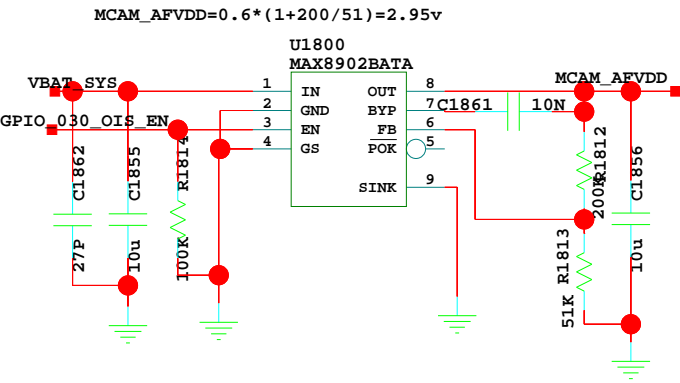 MCAM_AFVDD=0.6*(1+200/51)=2.95v
U1800
MAX8902BATA
VBAT_SYS
MCAM_AFVDD
1 IN OUT 8
2 GND BYP 7 C1861 10N
GPIO_030_OIS_EN 3 EN FB 6
4 GS POK 5
SINK 9
C1862 27P
C1855 10u
R1814 100K
R1812 200K
C1856 10u
R1813 51K